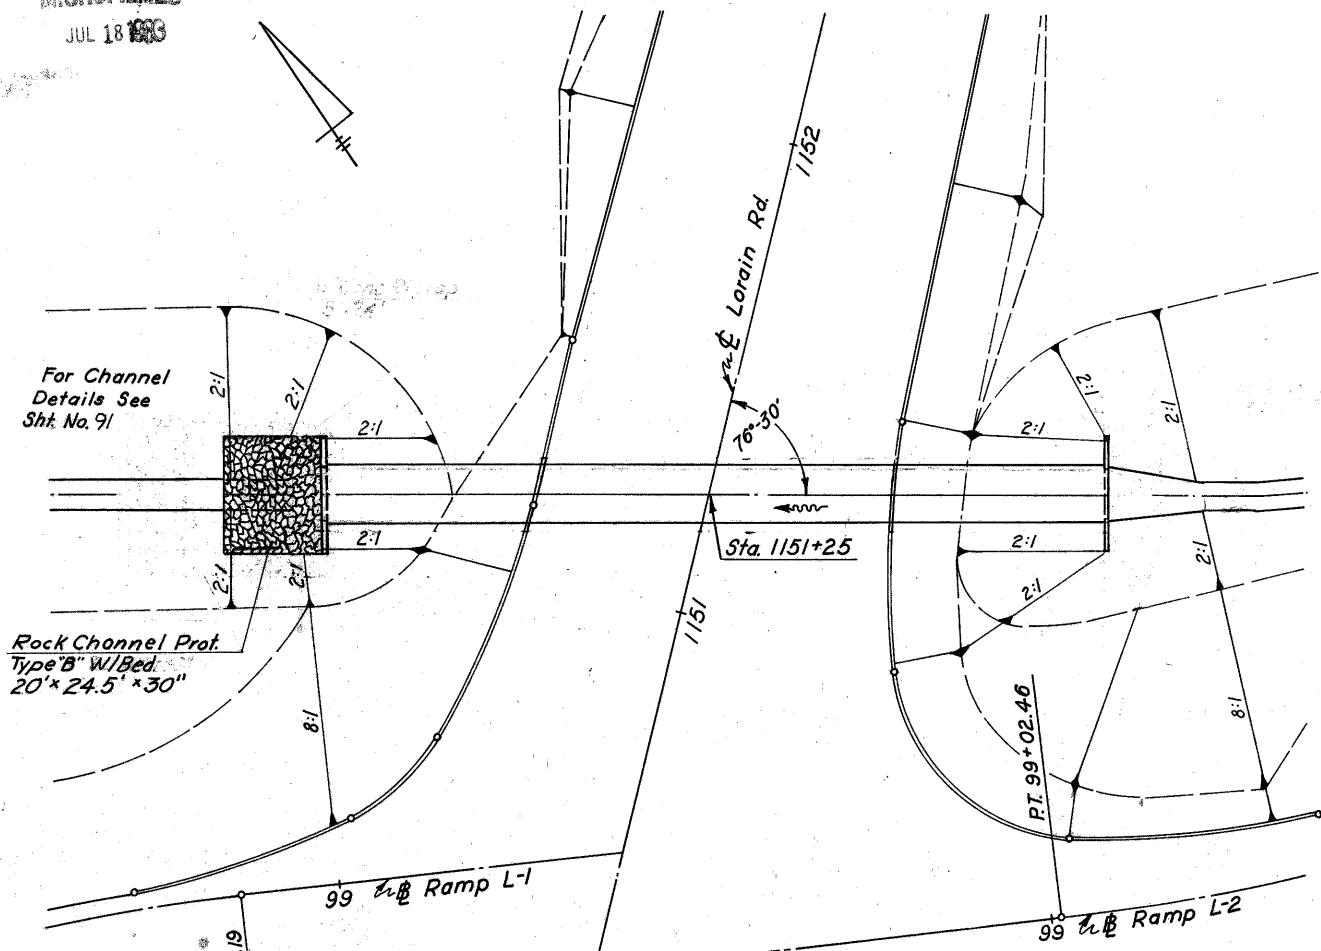 JUL 18 1983
1152
℄ Lorain Rd.
76°-30'
For Channel
Details See
Sht. No. 91
2:1
2:1
2:1
2:1
2:1
2:1
2:1
2:1
2:1
Sta. 1151+25
2:1
2:1
2:1
1151
Rock Channel Prot.
Type "B" W/Bed.
20' x 24.5' x 30"
8:1
8:1
P.T. 99+02.46
99 ℄ Ramp L-1
99 ℄ Ramp L-2
19